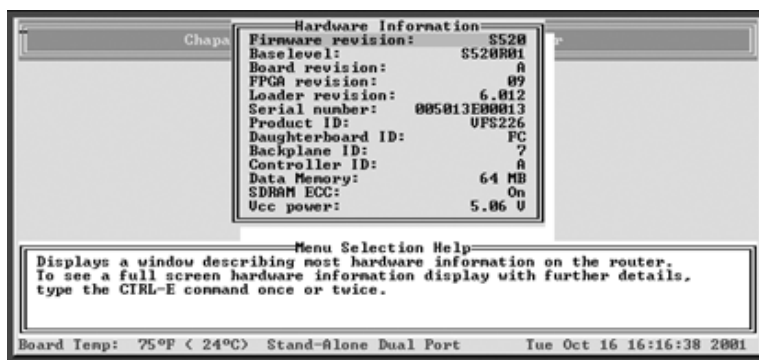 Hardware Information
Chapa r
Firmware revision: S520
Baselevel: S520R01
Board revision: A
FPGA revision: 09
Loader revision: 6.012
Serial number: 005013E00013
Product ID: VFS226
Daughterboard ID: FC
Backplane ID: 7
Controller ID: A
Data Memory: 64 MB
SDRAM ECC: On
Vcc power: 5.06 V
Menu Selection Help
Displays a window describing most hardware information on the router.
To see a full screen hardware information display with further details,
type the CTRL-E command once or twice.
Board Temp: 75ºF ( 24ºC) Stand-Alone Dual Port Tue Oct 16 16:16:38 2001